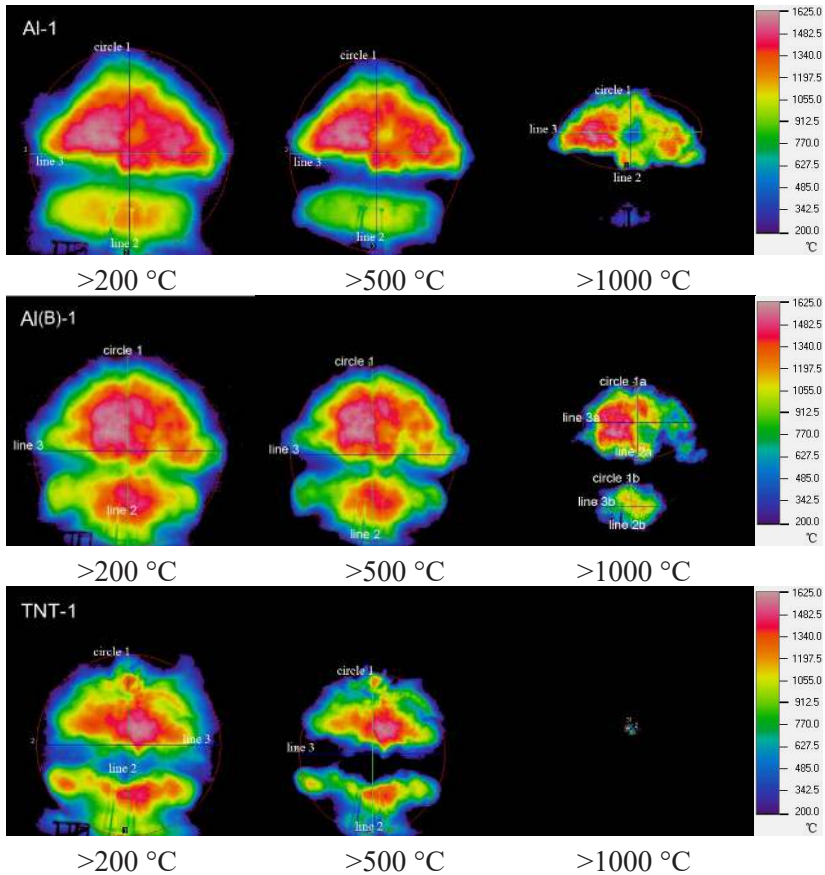 Al-1
circle 1
line 3
line 2
circle 1
line 3
line 2
circle 1
line 3
line 2
1625.0
1482.5
1340.0
1197.5
1055.0
912.5
770.0
627.5
485.0
342.5
200.0
℃
>200 °C >500 °C >1000 °C
Al(B)-1
circle 1
line 3
line 2
circle 1
line 3
line 2
circle 1a
line 3a
line 2a
circle 1b
line 3b
line 2b
1625.0
1482.5
1340.0
1197.5
1055.0
912.5
770.0
627.5
485.0
342.5
200.0
℃
>200 °C >500 °C >1000 °C
TNT-1
circle 1
line 3
line 2
circle 1
line 3
line 2
1625.0
1482.5
1340.0
1197.5
1055.0
912.5
770.0
627.5
485.0
342.5
200.0
℃
>200 °C >500 °C >1000 °C